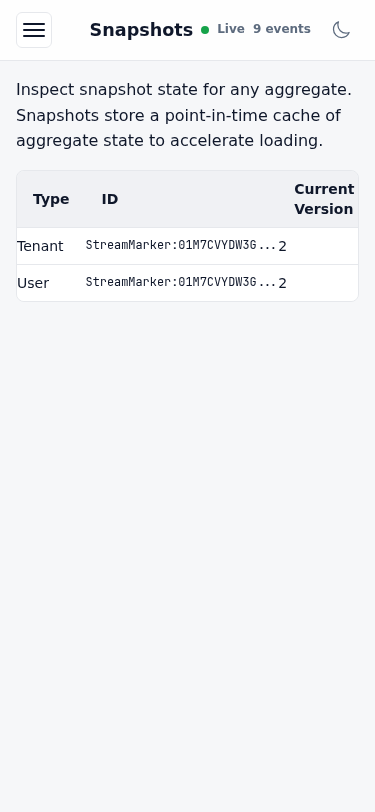 Snapshots Live 9 events
Inspect snapshot state for any aggregate.
Snapshots store a point-in-time cache of
aggregate state to accelerate loading.
Type ID Current Version
Tenant StreamMarker:01M7CVYDW3G... 2
User StreamMarker:01M7CVYDW3G... 2